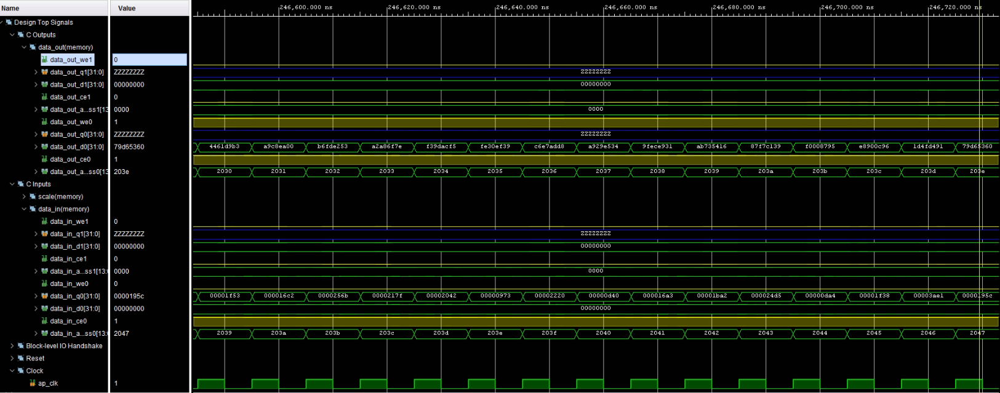 Name Value 246,600.000 ns 246,620.000 ns 246,640.000 ns 246,660.000 ns 246,680.000 ns 246,700.000 ns 246,720.000 ns
Design Top Signals
C Outputs
data_out(memory)
data_out_we1 0
data_out_q1[31:0] ZZZZZZZZ ZZZZZZZZ
data_out_d1[31:0] 00000000 00000000
data_out_ce1 0
data_out_a...ss1[13 0000 0000
data_out_we0 1
data_out_q0[31:0] ZZZZZZZZ ZZZZZZZZ
data_out_d0[31:0] 79d65360 4461d9b3 a9c8ea00 b6fde253 a2a86f7e f39dacf5 fe30ef39 c6e7add8 a929e534 9fece931 ab735416 87f7c139 f0008795 e8900c96 1d4fd491 79d65360
data_out_ce0 1
data_out_a...ss0[13 203e 2030 2031 2032 2033 2034 2035 2036 2037 2038 2039 203a 203b 203c 203d 203e
C Inputs
scale(memory)
data_in(memory)
data_in_we1 0
data_in_q1[31:0] ZZZZZZZZ ZZZZZZZZ
data_in_d1[31:0] 00000000 00000000
data_in_ce1 0
data_in_a...ss1[13: 0000 0000
data_in_we0 0
data_in_q0[31:0] 0000195c 00001f53 000016c2 0000256b 0000217f 00002042 00000973 00002220 00000d40 000016a3 00001ba2 000024d5 00000da4 00001f38 00003ae1 0000195c
data_in_d0[31:0] 00000000 00000000
data_in_ce0 1
data_in_a...ss0[13: 2047 2039 203a 203b 203c 203d 203e 203f 2040 2041 2042 2043 2044 2045 2046 2047
Block-level IO Handshake
Reset
Clock
ap_clk 1